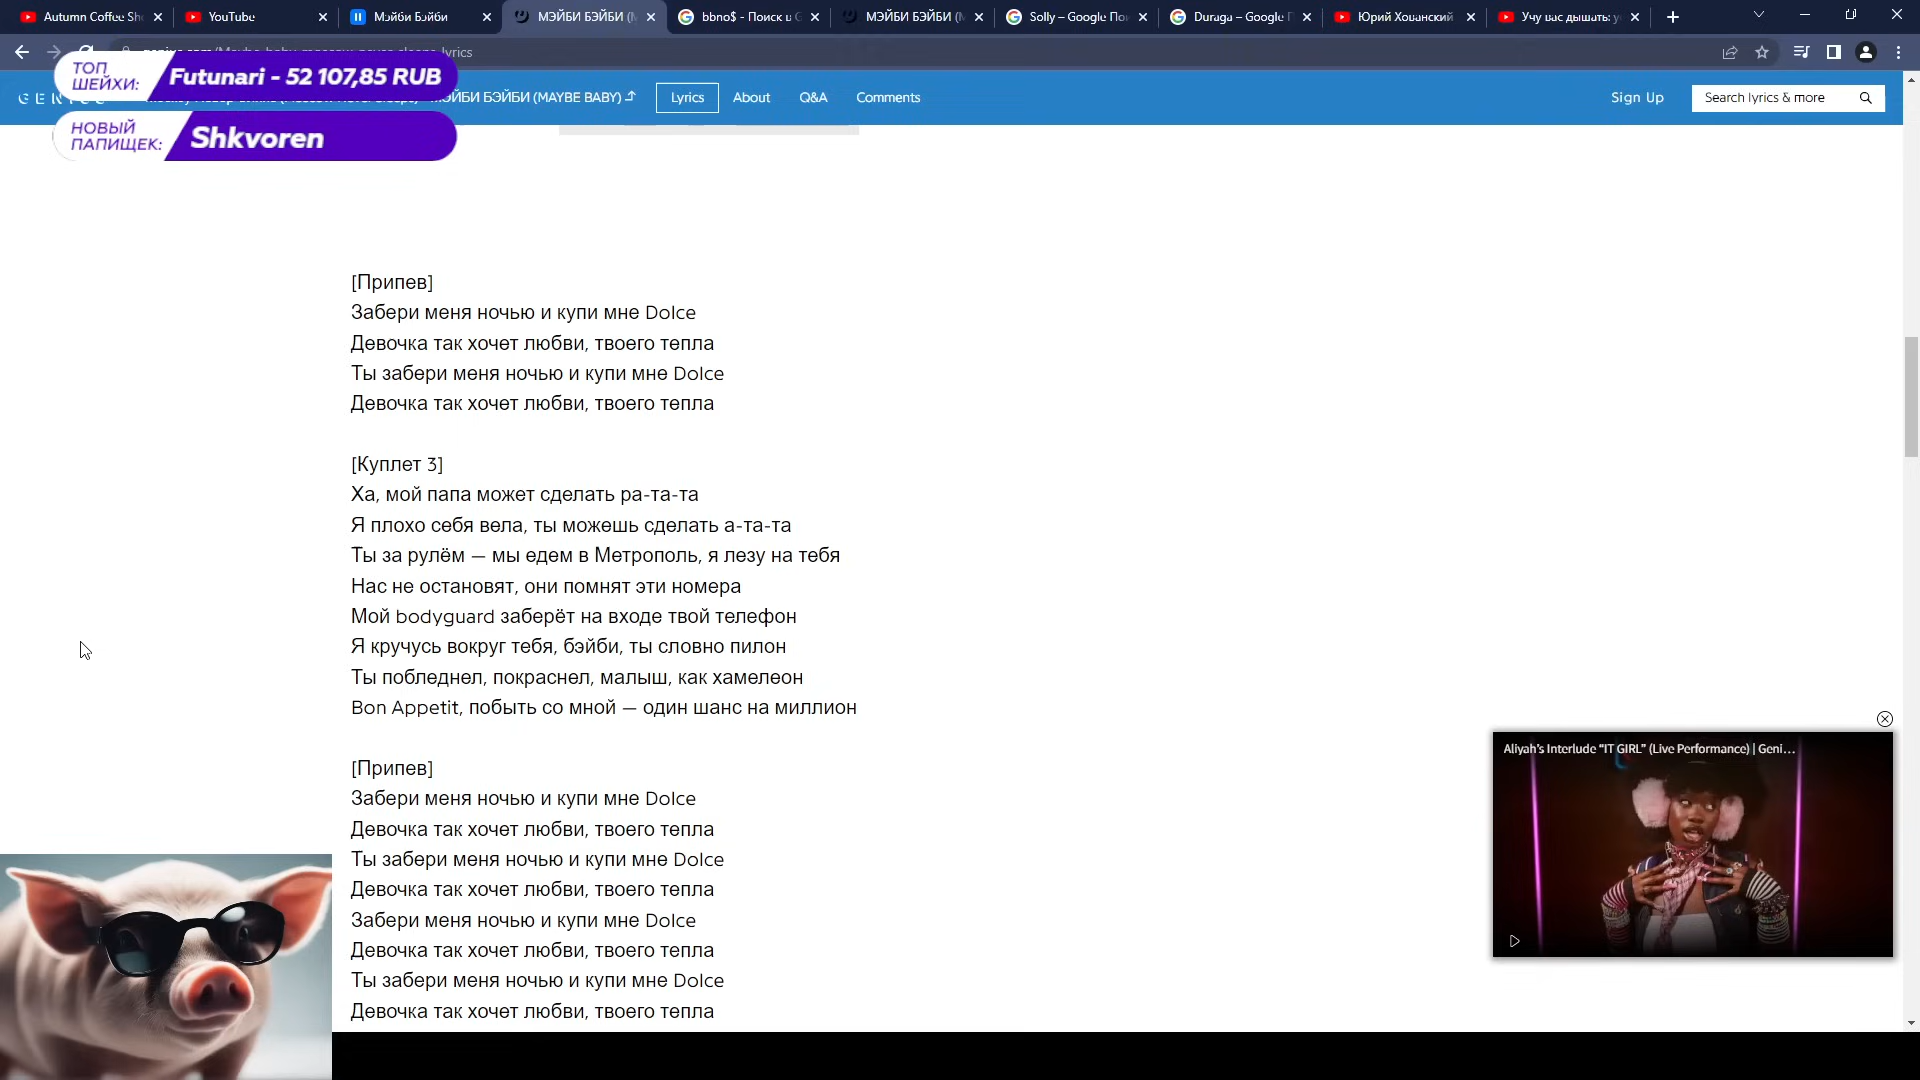 Autumn Coffee Sh
YouTube
Мэйби Бэйби
МЭЙБИ БЭЙБИ (М
bbno$ - Поиск в G
МЭЙБИ БЭЙБИ (М
Solly – Google По
Duraga – Google П
Юрий Хованский
Учу вас дышать: у
lyrics
ТОП
ШЕЙХИ:
Futunari - 52 107,85 RUB
НОВЫЙ
ПАПИЩЕК:
Shkvoren
МЭЙБИ БЭЙБИ (MAYBE BABY)
Lyrics
About
Q&A
Comments
Sign Up
Search lyrics & more
[Припев]
Забери меня ночью и купи мне Dolce
Девочка так хочет любви, твоего тепла
Ты забери меня ночью и купи мне Dolce
Девочка так хочет любви, твоего тепла
[Куплет 3]
Ха, мой папа может сделать ра-та-та
Я плохо себя вела, ты можешь сделать а-та-та
Ты за рулём — мы едем в Метрополь, я лезу на тебя
Нас не остановят, они помнят эти номера
Мой bodyguard заберёт на входе твой телефон
Я кручусь вокруг тебя, бэйби, ты словно пилон
Ты побледнел, покраснел, малыш, как хамелеон
Bon Appetit, побыть со мной — один шанс на миллион
[Припев]
Забери меня ночью и купи мне Dolce
Девочка так хочет любви, твоего тепла
Ты забери меня ночью и купи мне Dolce
Девочка так хочет любви, твоего тепла
Забери меня ночью и купи мне Dolce
Девочка так хочет любви, твоего тепла
Ты забери меня ночью и купи мне Dolce
Девочка так хочет любви, твоего тепла
Aliyah's Interlude “IT GIRL” (Live Performance) | Geni...